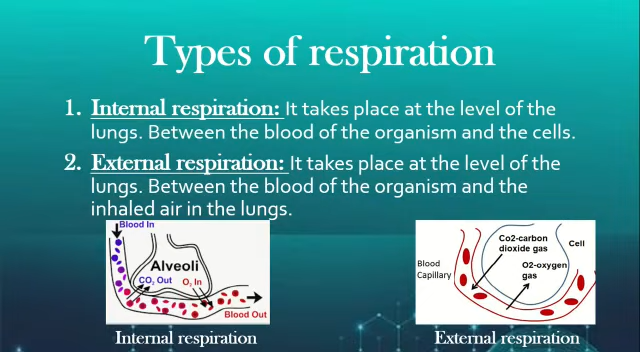 Types of respiration
1. Internal respiration: It takes place at the level of the
lungs. Between the blood of the organism and the cells.
2. External respiration: It takes place at the level of the
lungs. Between the blood of the organism and the
inhaled air in the lungs.
Blood In
Alveoli
CO2 Out
O2 In
Blood Out
Internal respiration
Co2-carbon
dioxide gas
Cell
Blood
Capillary
O2-oxygen
gas
External respiration